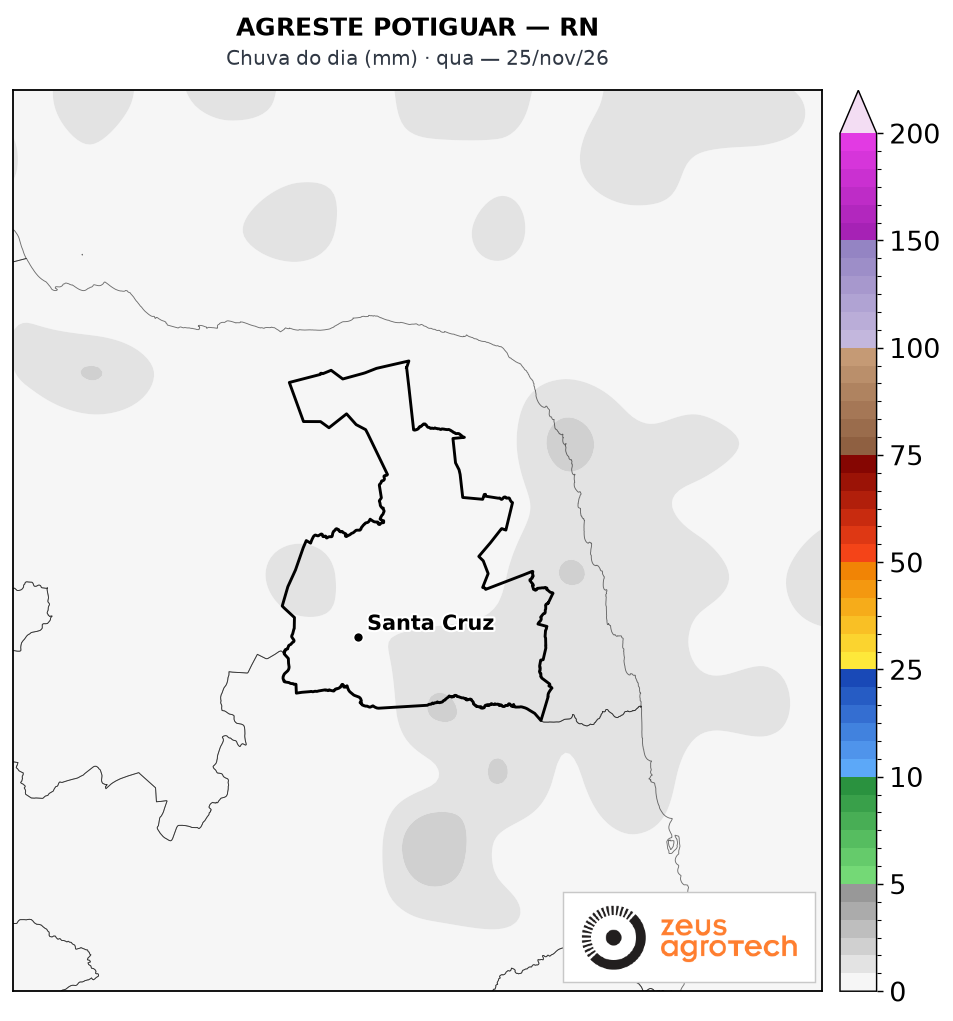 AGRESTE POTIGUAR — RN
Chuva do dia (mm) · qua — 25/nov/26
200
150
100
75
50
25
10
5
0
Santa Cruz
zeus
agrotech